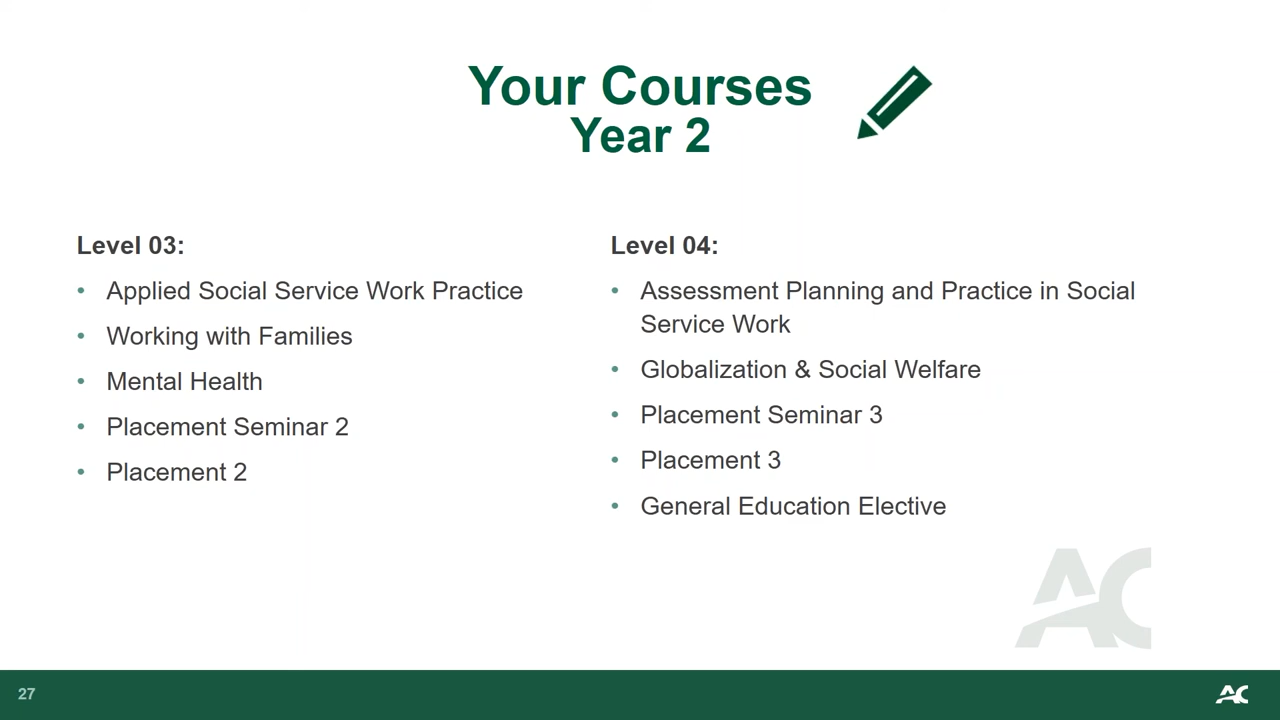 Your Courses
Year 2
Level 03:
• Applied Social Service Work Practice
• Working with Families
• Mental Health
• Placement Seminar 2
• Placement 2
Level 04:
• Assessment Planning and Practice in Social
Service Work
• Globalization & Social Welfare
• Placement Seminar 3
• Placement 3
• General Education Elective
AC
27
AC